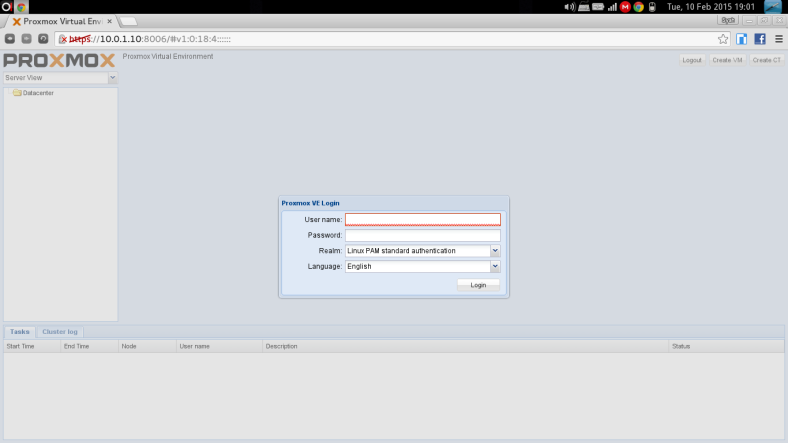 Tue, 10 Feb 2015 19:01
Proxmox Virtual Env
https://10.0.1.10:8006/#v1:0:18:4::::::
PROXMOX Proxmox Virtual Environment
Logout Create VM Create CT
Server View
Datacenter
Proxmox VE Login
User name:
Password:
Realm: Linux PAM standard authentication
Language: English
Login
Tasks Cluster log
Start Time End Time Node User name Description Status